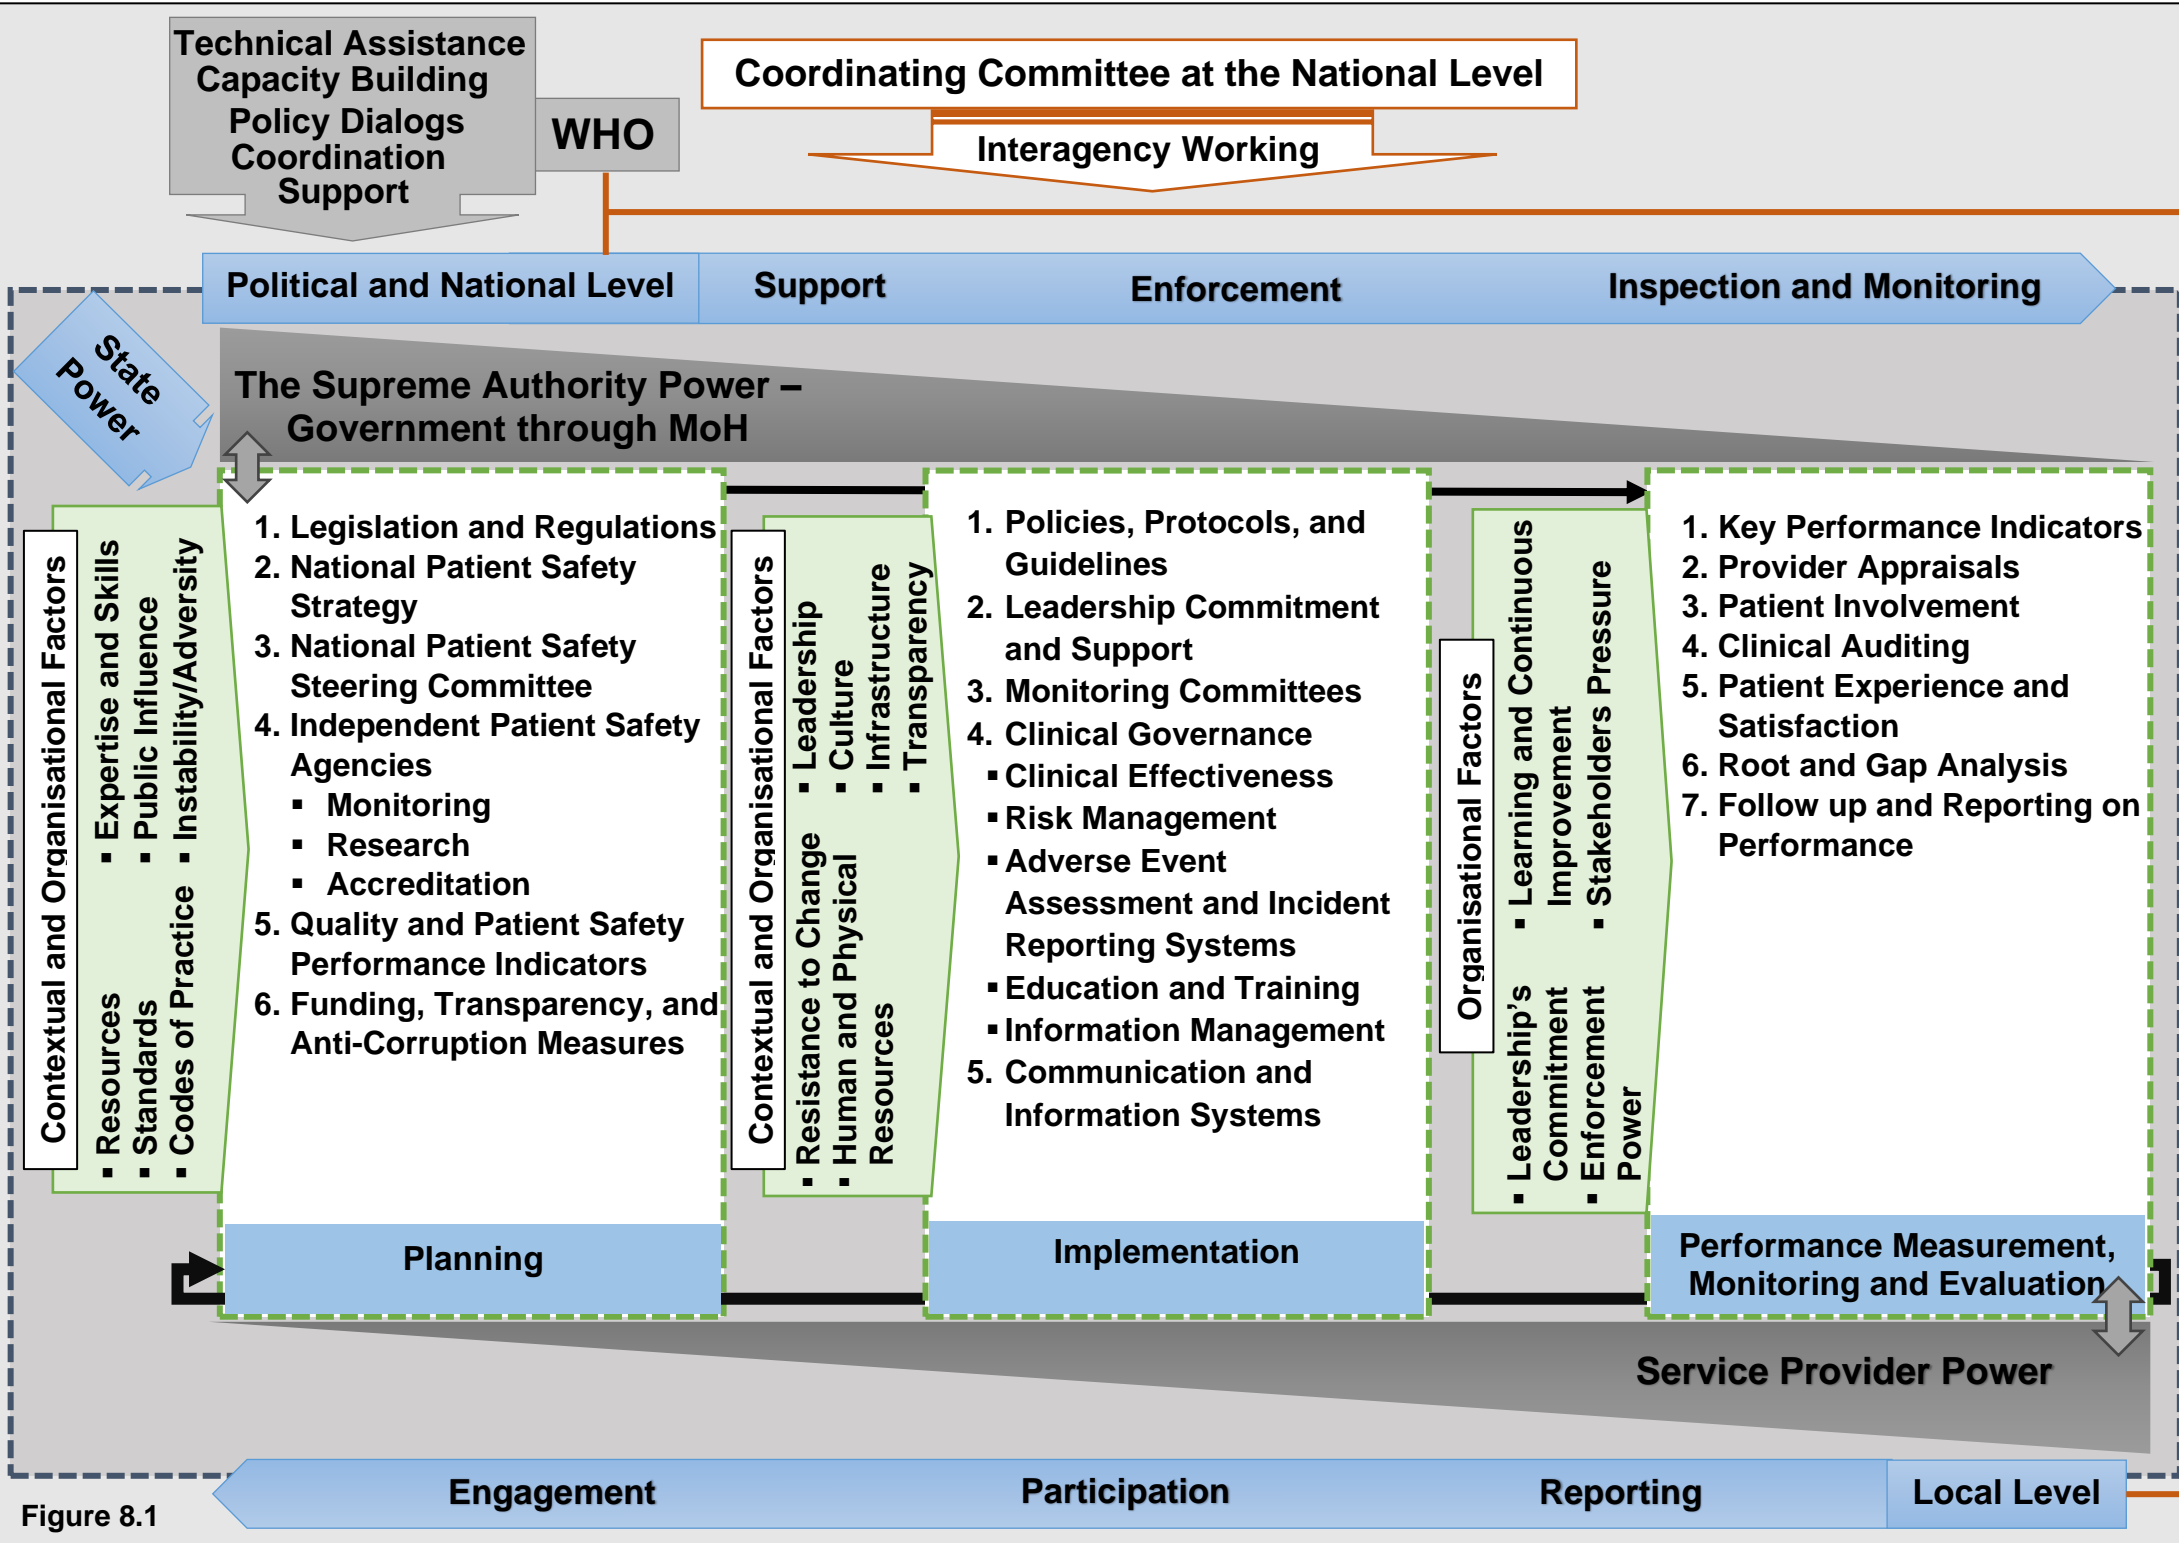 Technical Assistance
Capacity Building
Policy Dialogs
Coordination
Support
WHO
Coordinating Committee at the National Level
Interagency Working
Political and National Level
Support
Enforcement
Inspection and Monitoring
State
Power
The Supreme Authority Power –
Government through MoH
Contextual and Organisational Factors
▪ Resources
▪ Standards
▪ Codes of Practice
▪ Expertise and Skills
▪ Public Influence
▪ Instability/Adversity
1. Legislation and Regulations
2. National Patient Safety
Strategy
3. National Patient Safety
Steering Committee
4. Independent Patient Safety
Agencies
▪ Monitoring
▪ Research
▪ Accreditation
5. Quality and Patient Safety
Performance Indicators
6. Funding, Transparency, and
Anti-Corruption Measures
Planning
Contextual and Organisational Factors
▪ Resistance to Change
▪ Human and Physical
Resources
▪ Leadership
▪ Culture
▪ Infrastructure
▪ Transparency
1. Policies, Protocols, and
Guidelines
2. Leadership Commitment
and Support
3. Monitoring Committees
4. Clinical Governance
▪ Clinical Effectiveness
▪ Risk Management
▪ Adverse Event
Assessment and Incident
Reporting Systems
▪ Education and Training
▪ Information Management
5. Communication and
Information Systems
Implementation
Organisational Factors
▪ Leadership’s
Commitment
▪ Enforcement
Power
▪ Learning and Continuous
Improvement
▪ Stakeholders Pressure
1. Key Performance Indicators
2. Provider Appraisals
3. Patient Involvement
4. Clinical Auditing
5. Patient Experience and
Satisfaction
6. Root and Gap Analysis
7. Follow up and Reporting on
Performance
Performance Measurement,
Monitoring and Evaluation
Service Provider Power
Engagement
Participation
Reporting
Local Level
Figure 8.1